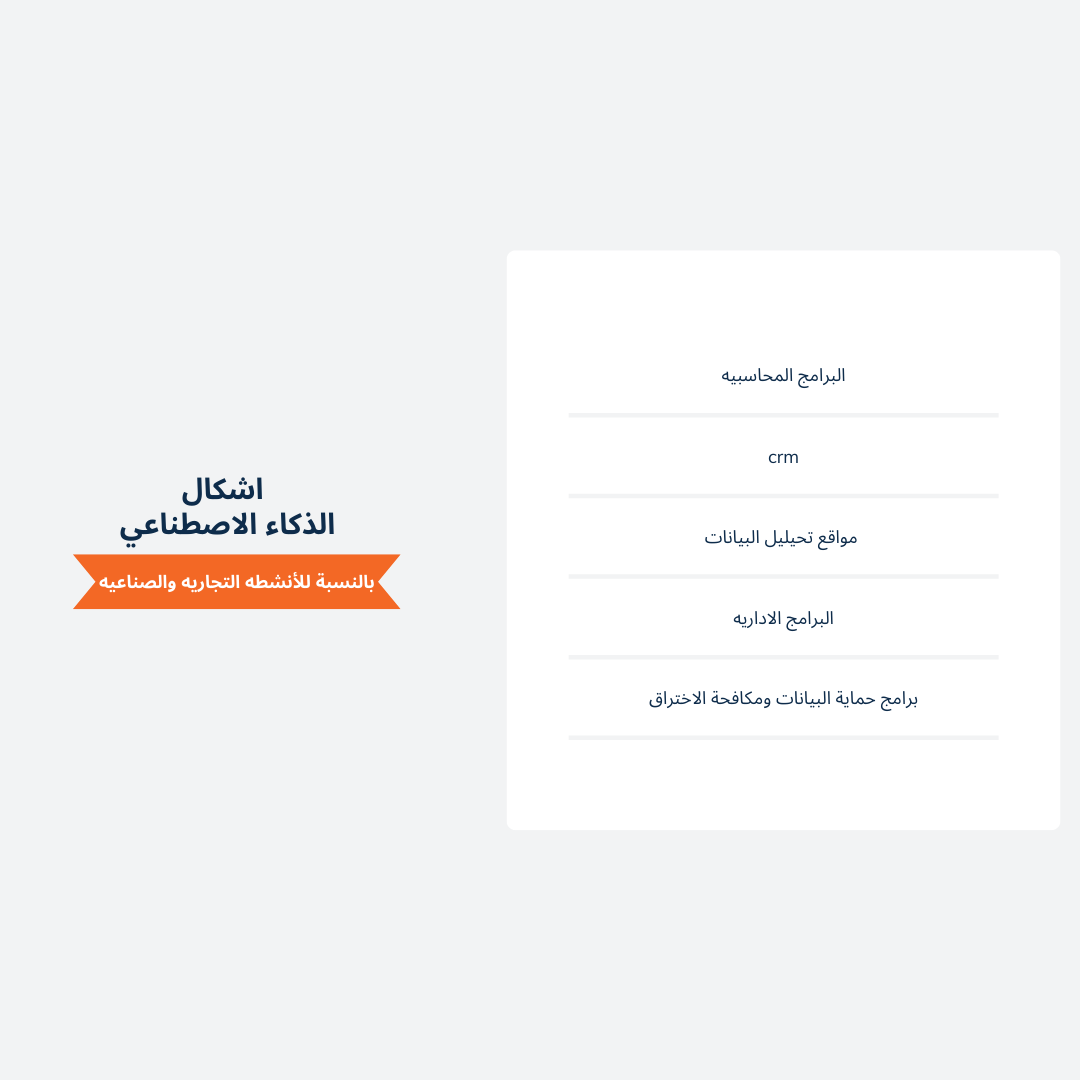 اشكال
الذكاء الاصطناعي
بالنسبة للأنشطه التجاريه والصناعيه
البرامج المحاسبيه
crm
مواقع تحيليل البيانات
البرامج الاداريه
برامج حماية البيانات ومكافحة الاختراق